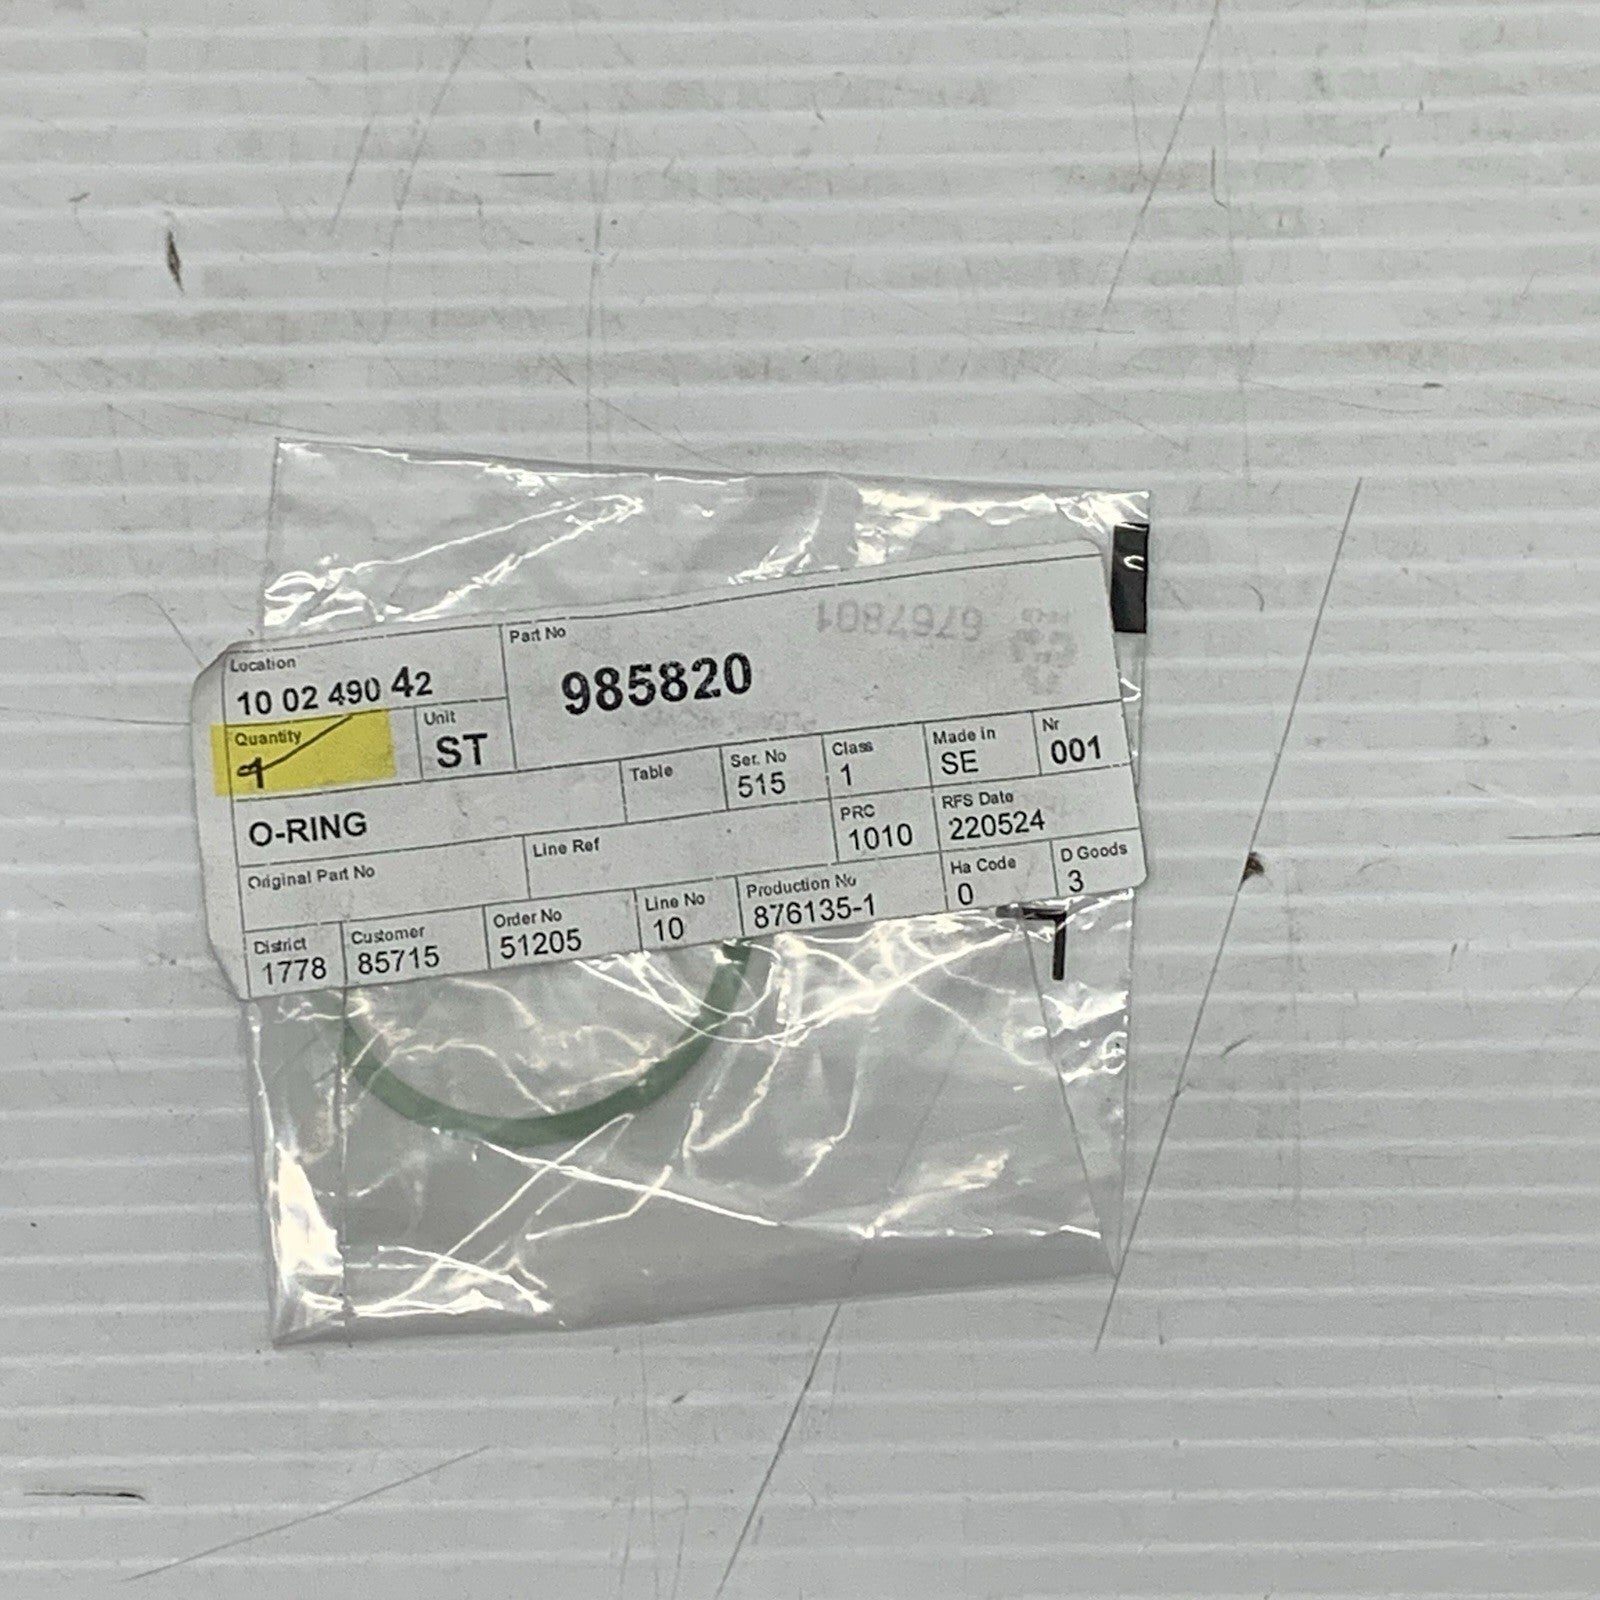 Location
10 02 490 42
Part No
985820
6767801
Quantity
1
Unit
ST
O-RING
Table
Ser. No
515
Class
1
Made in
SE
Nr
001
Original Part No
Line Ref
PRC
1010
RFS Date
220524
District
1778
Customer
85715
Order No
51205
Line No
10
Production No
876135-1
Ha Code
0
D Goods
3